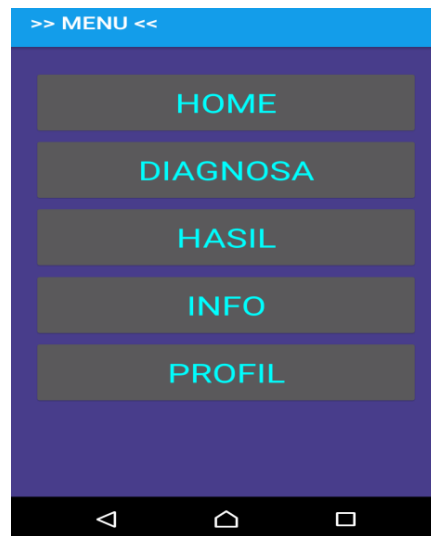 >> MENU <<
HOME
DIAGNOSA
HASIL
INFO
PROFIL